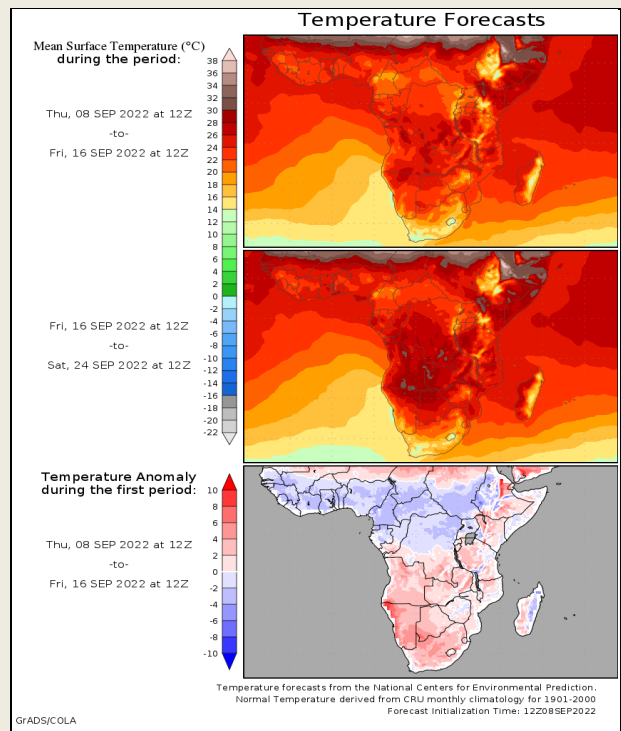 Temperature Forecasts
Mean Surface Temperature (°C)
during the period:
Thu, 08 SEP 2022 at 12Z
-to-
Fri, 16 SEP 2022 at 12Z
38
36
34
32
30
28
26
24
22
20
18
16
14
12
10
8
6
4
2
0
-2
-4
-6
-8
-10
-12
-14
-16
-18
-20
-22
Fri, 16 SEP 2022 at 12Z
-to-
Sat, 24 SEP 2022 at 12Z
Temperature Anomaly
during the first period:
Thu, 08 SEP 2022 at 12Z
-to-
Fri, 16 SEP 2022 at 12Z
10
8
6
4
2
0
-2
-4
-6
-8
-10
Temperature forecasts from the National Centers for Environmental Prediction.
Normal Temperature derived from CRU monthly climatology for 1901-2000
Forecast Initialization Time: 12Z08SEP2022
GrADS/COLA